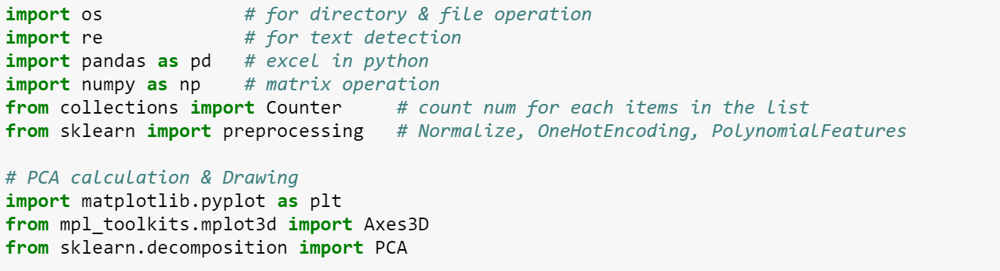 import os             # for directory & file operation
import re             # for text detection
import pandas as pd   # excel in python
import numpy as np    # matrix operation
from collections import Counter     # count num for each items in the list
from sklearn import preprocessing   # Normalize, OneHotEncoding, PolynomialFeatures
# PCA calculation & Drawing
import matplotlib.pyplot as plt
from mpl_toolkits.mplot3d import Axes3D
from sklearn.decomposition import PCA